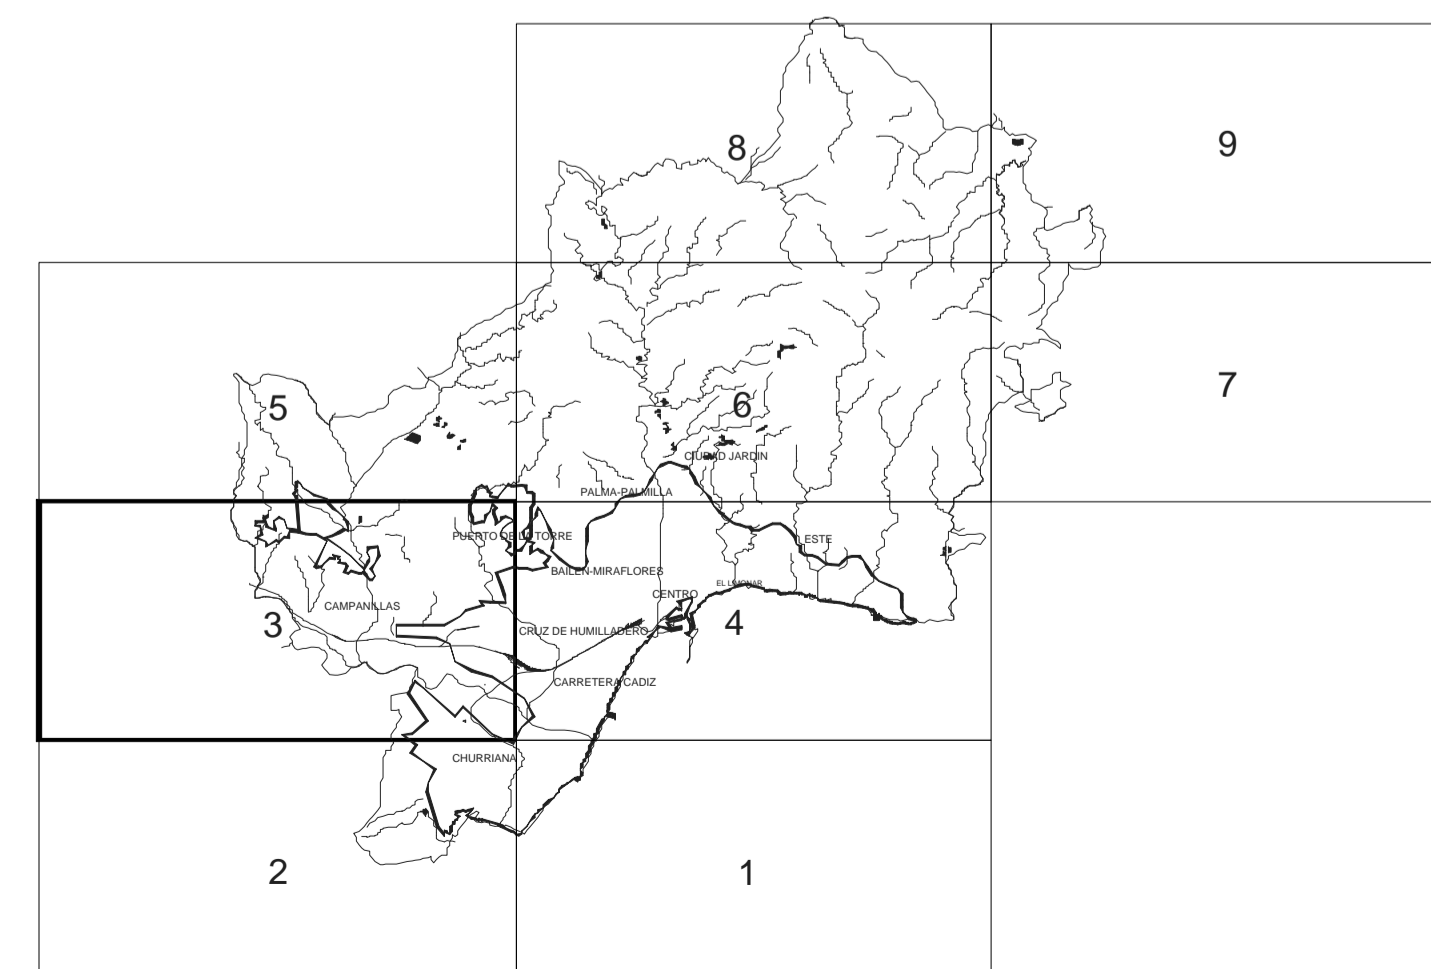 8
9
5
6
7
CIUDAD JARDIN
PALMA-PALMILLA
PUERTO DE LA TORRE
ESTE
BAILEN-MIRAFLORES
EL LIMONAR
CENTRO
CAMPANILLAS
3
CRUZ DE HUMILLADERO
4
CARRETERA CADIZ
CHURRIANA
2
1